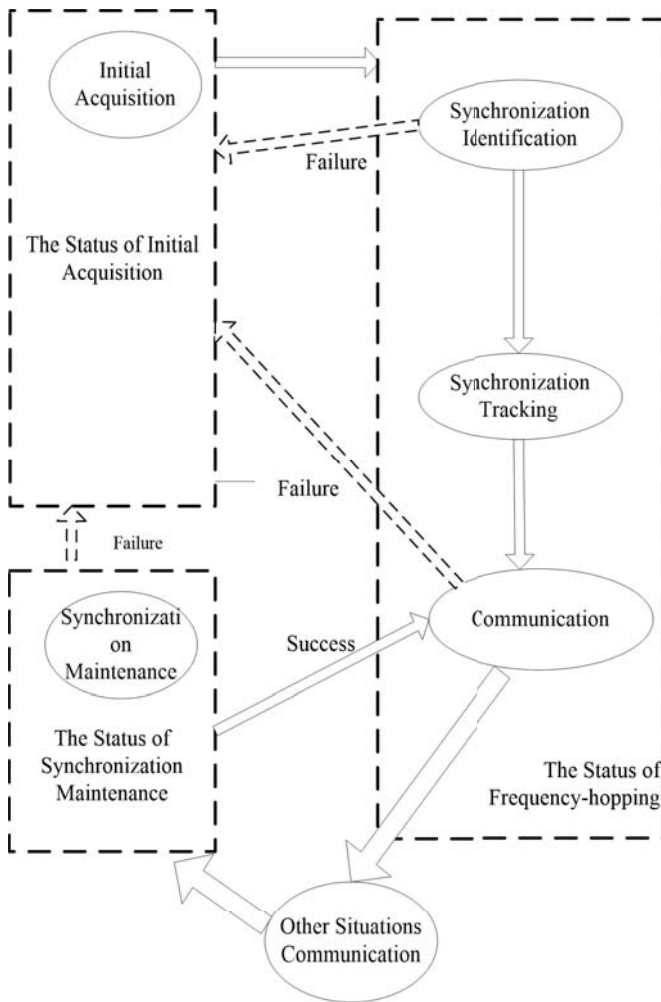 Initial
Acquisition
Synchronization
Identification
Failure
The Status of Initial
Acquisition
Synchronization
Tracking
Failure
Failure
Synchronizati
on
Maintenance
Communication
Success
The Status of
Synchronization
Maintenance
The Status of
Frequency-hopping
Other Situations
Communication